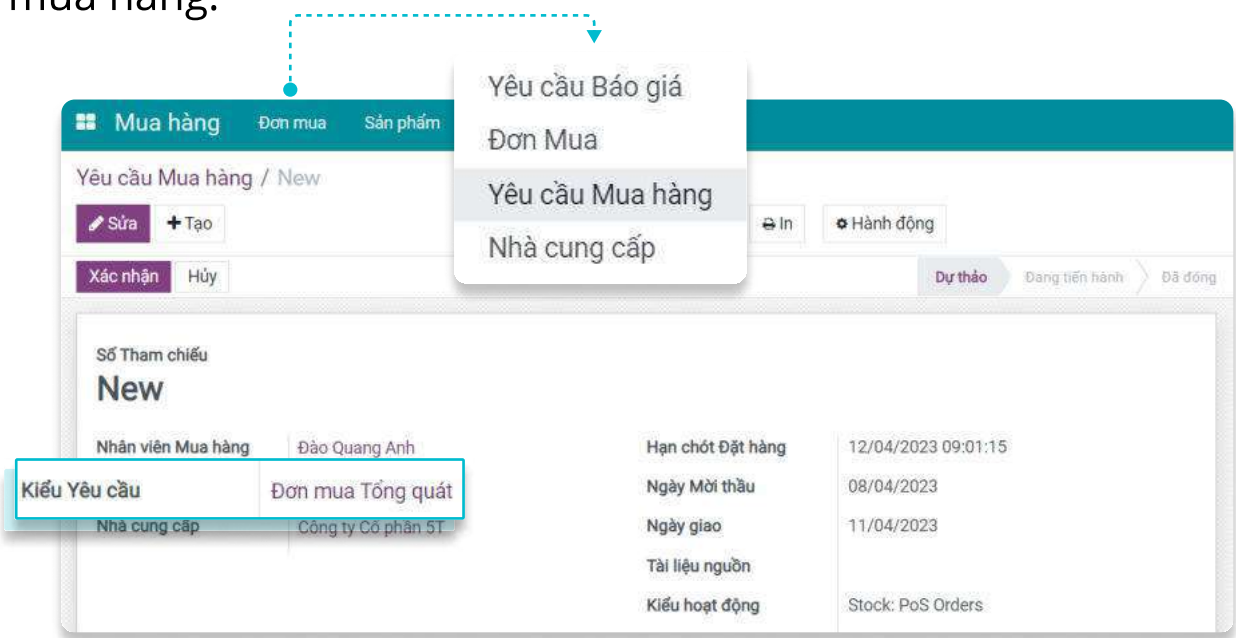 mua hàng.
Yêu cầu Báo giá
Đơn Mua
Yêu cầu Mua hàng
Nhà cung cấp
Mua hàng Đơn mua Sản phẩm
Yêu cầu Mua hàng / New
Sửa +Tạo In Hành động
Xác nhận Hủy Dự thảo Đang tiến hành Đã đóng
Số Tham chiếu
New
Nhân viên Mua hàng Đào Quang Anh Hạn chót Đặt hàng 12/04/2023 09:01:15
Kiểu Yêu cầu Đơn mua Tổng quát Ngày Mời thầu 08/04/2023
Nhà cung cấp Công ty Cổ phần 5T Ngày giao 11/04/2023
Tài liệu nguồn
Kiểu hoạt động Stock: PoS Orders